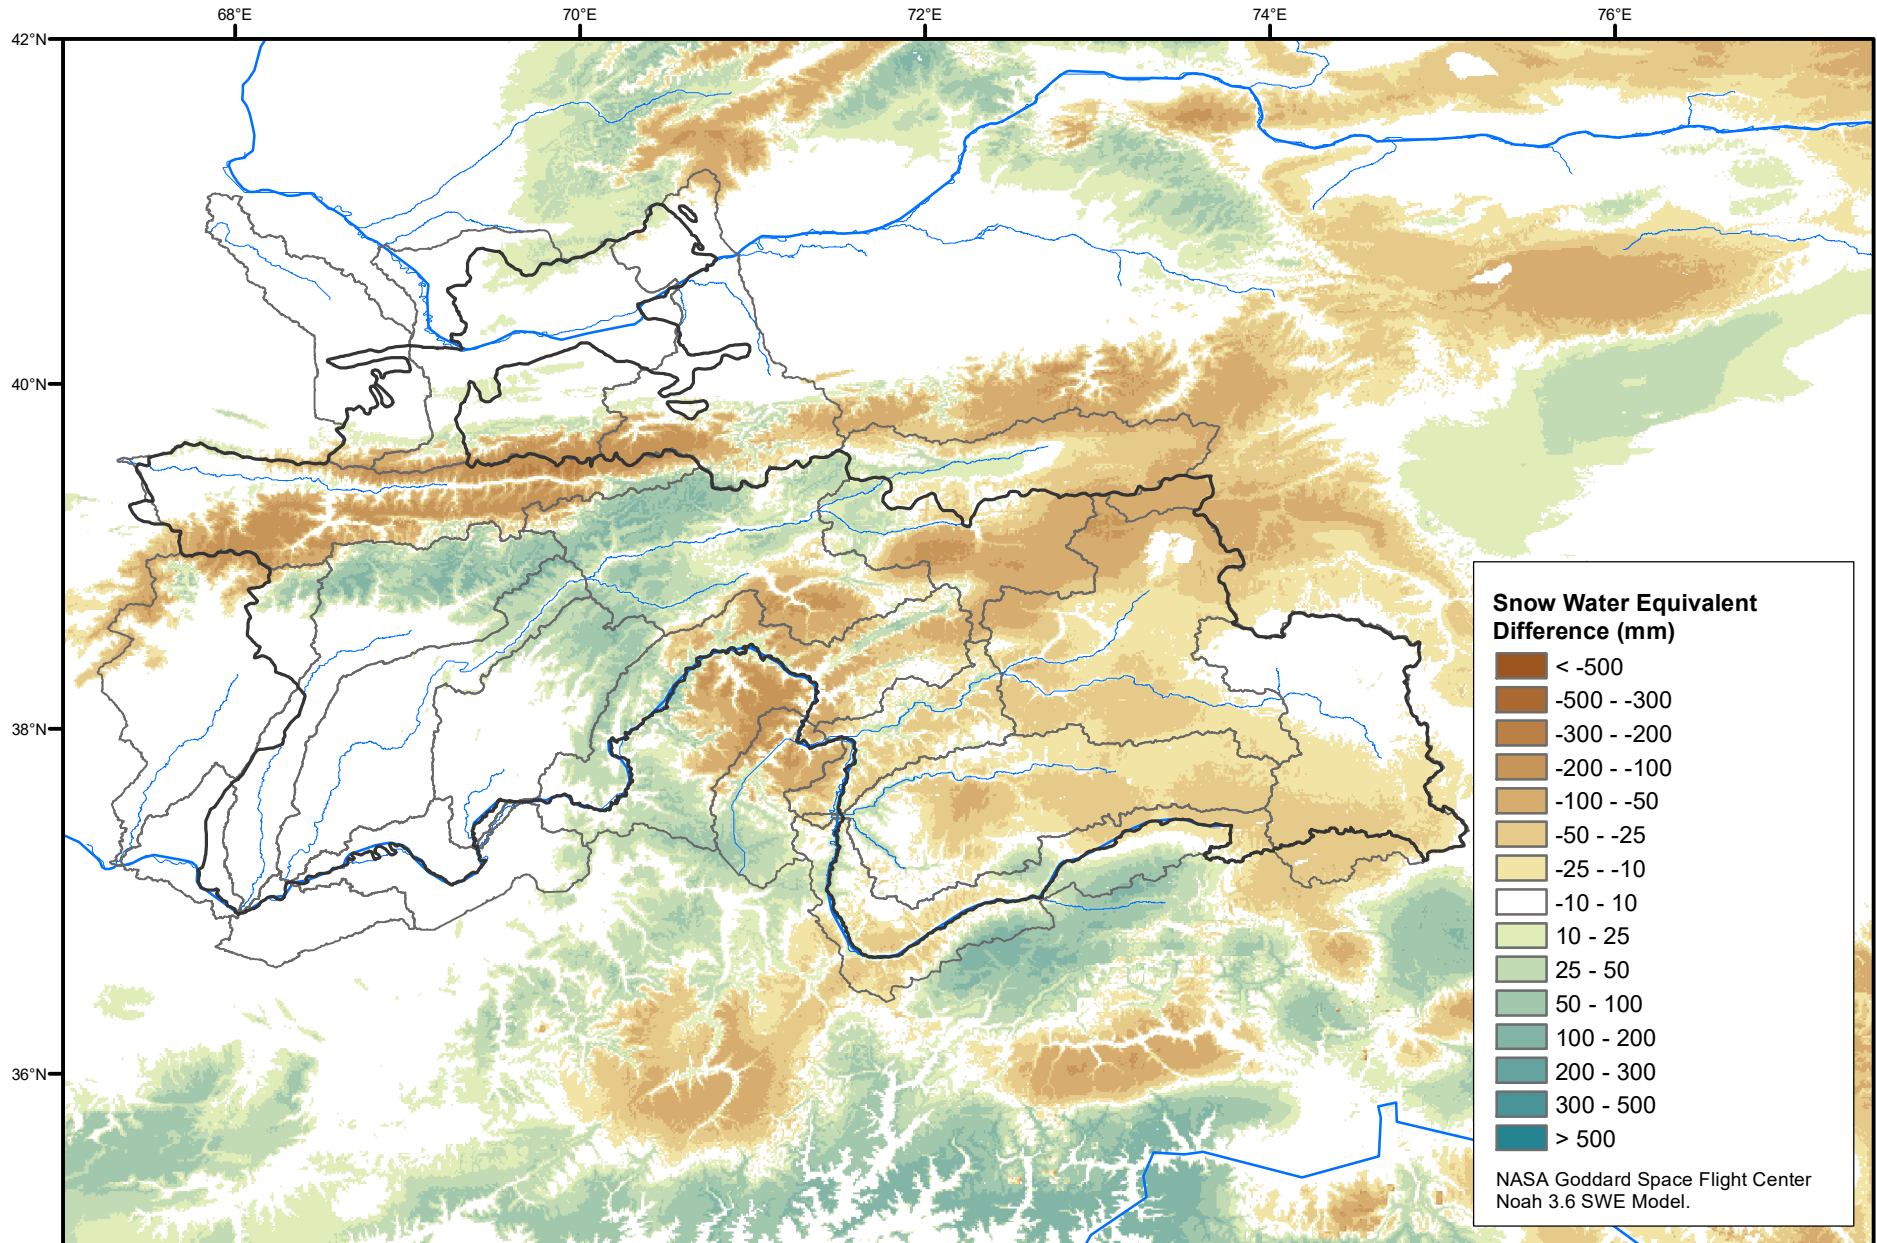 68°E
70°E
72°E
74°E
76°E
42°N
40°N
38°N
36°N
Snow Water Equivalent
Difference (mm)
< -500
-500 - -300
-300 - -200
-200 - -100
-100 - -50
-50 - -25
-25 - -10
-10 - 10
10 - 25
25 - 50
50 - 100
100 - 200
200 - 300
300 - 500
> 500
NASA Goddard Space Flight Center
Noah 3.6 SWE Model.